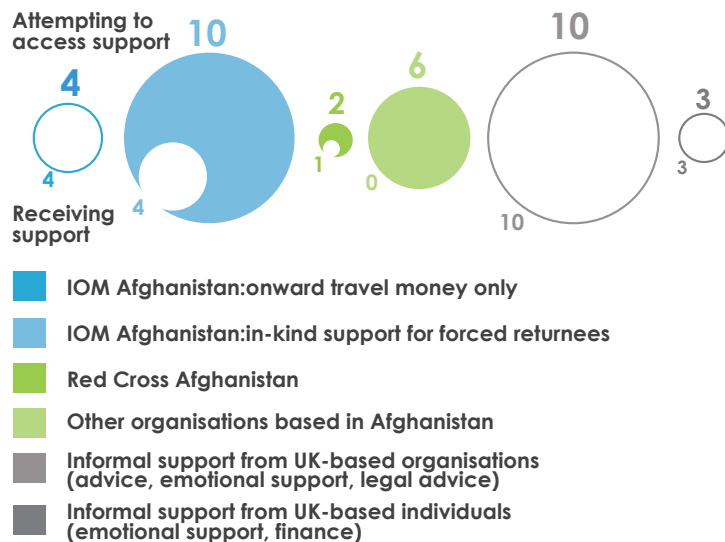 Attempting to
access support
4
10
2
6
10
3
4
4
1
0
10
3
Receiving
support
IOM Afghanistan:onward travel money only
IOM Afghanistan:in-kind support for forced returnees
Red Cross Afghanistan
Other organisations based in Afghanistan
Informal support from UK-based organisations
(advice, emotional support, legal advice)
Informal support from UK-based individuals
(emotional support, finance)